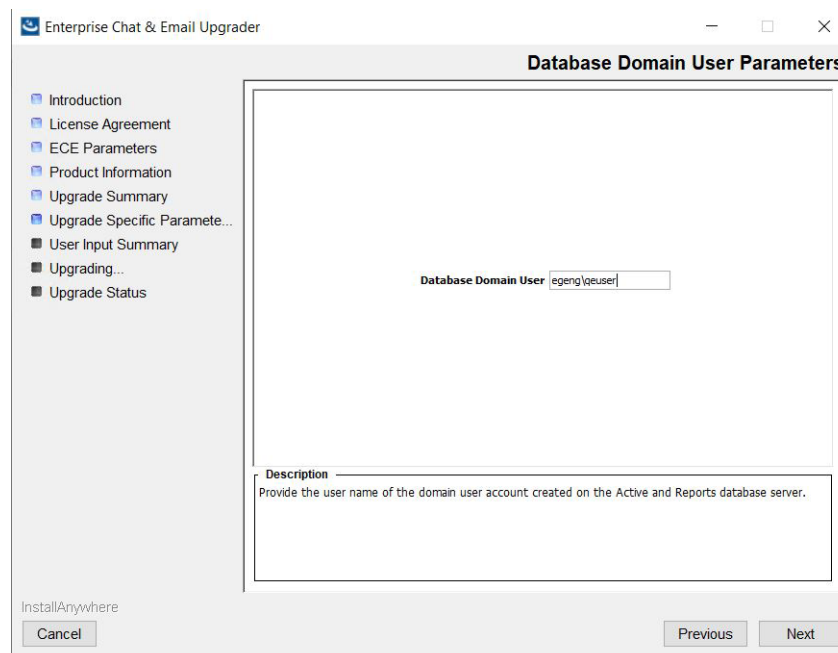 Enterprise Chat & Email Upgrader
Database Domain User Parameters
Introduction
License Agreement
ECE Parameters
Product Information
Upgrade Summary
Upgrade Specific Paramete...
User Input Summary
Upgrading...
Upgrade Status
Database Domain User egeng\qeuser
Description
Provide the user name of the domain user account created on the Active and Reports database server.
InstallAnywhere
Cancel Previous Next